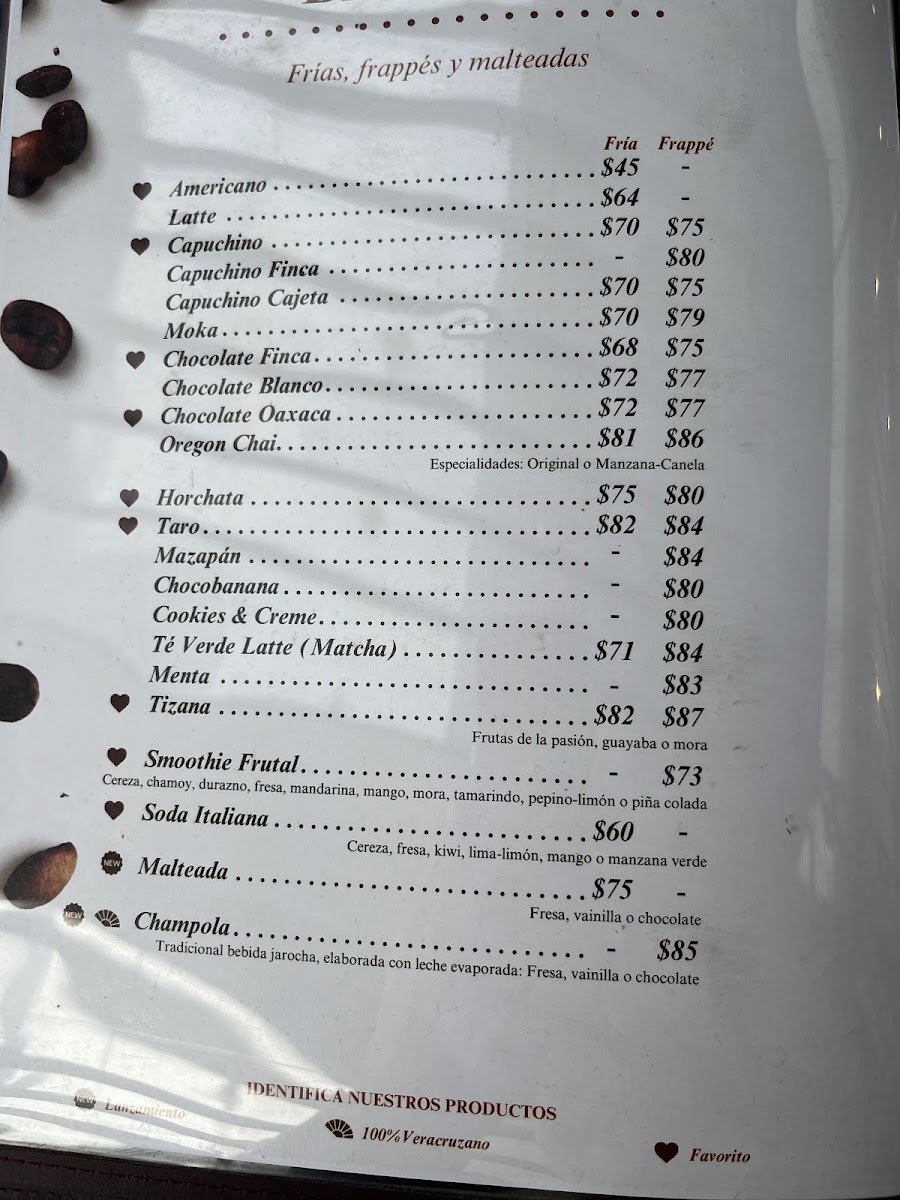 Frías, frappés y malteadas
Fría Frappé
Americano $45 -
Latte $64 -
Capuchino $70 $75
Capuchino Finca - $80
Capuchino Cajeta $70 $75
Moka $70 $79
Chocolate Finca $68 $75
Chocolate Blanco $72 $77
Chocolate Oaxaca $72 $77
Oregon Chai $81 $86
Especialidades: Original o Manzana-Canela
Horchata $75 $80
Taro $82 $84
Mazapán - $84
Chocobanana - $80
Cookies & Creme - $80
Té Verde Latte (Matcha) $71 $84
Menta - $83
Tizana $82 $87
Frutas de la pasión, guayaba o mora
Smoothie Frutal - $73
Cereza, chamoy, durazno, fresa, mandarina, mango, mora, tamarindo, pepino-limón o piña colada
Soda Italiana $60 -
Cereza, fresa, kiwi, lima-limón, mango o manzana verde
NEW Malteada $75 -
Fresa, vainilla o chocolate
NEW Champola - $85
Tradicional bebida jarocha, elaborada con leche evaporada: Fresa, vainilla o chocolate
IDENTIFICA NUESTROS PRODUCTOS
Lanzamiento
100% Veracruzano
Favorito